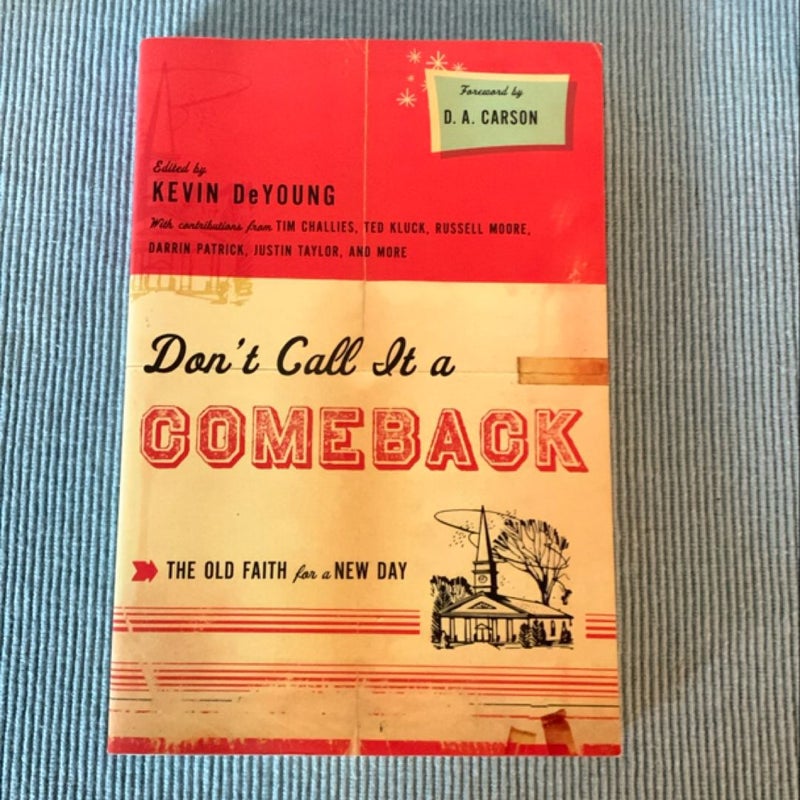 Foreword by
D. A. CARSON
Edited by
KEVIN DeYOUNG
With contributions from TIM CHALLIES, TED KLUCK, RUSSELL MOORE,
DARRIN PATRICK, JUSTIN TAYLOR, AND MORE
Don't Call It a
COMEBACK
THE OLD FAITH for a NEW DAY